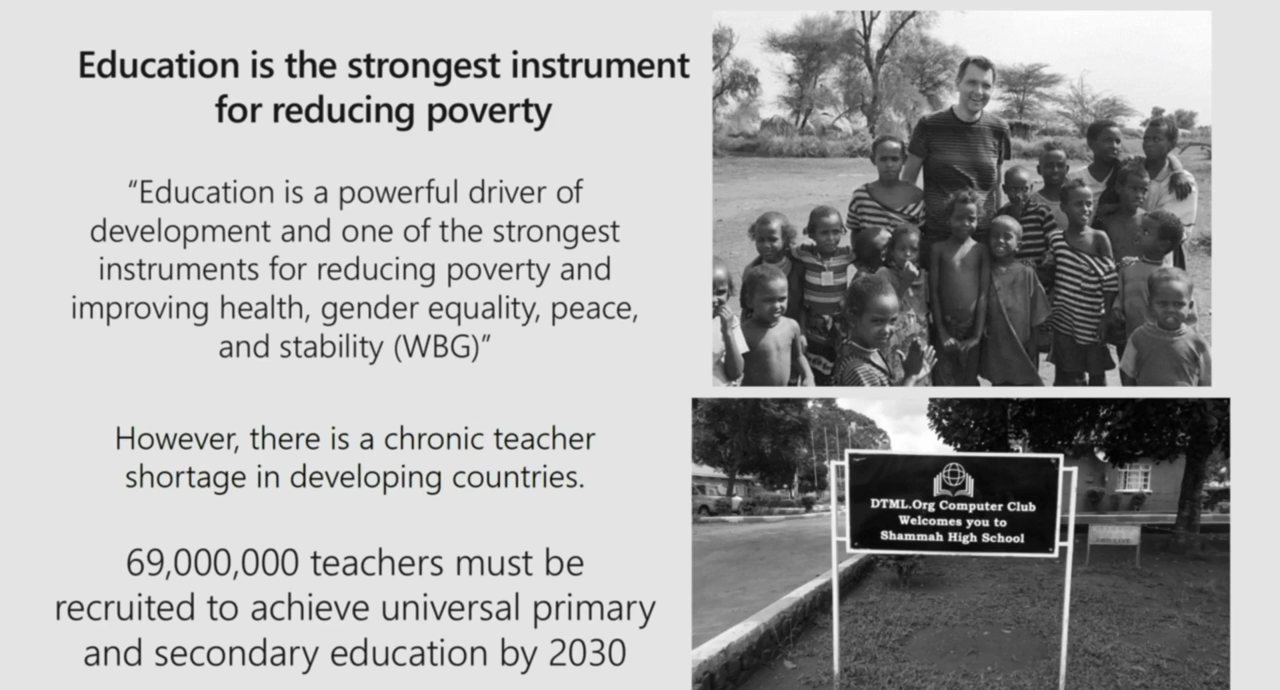 Education is the strongest instrument
for reducing poverty
“Education is a powerful driver of
development and one of the strongest
instruments for reducing poverty and
improving health, gender equality, peace,
and stability (WBG)”
However, there is a chronic teacher
shortage in developing countries.
69,000,000 teachers must be
recruited to achieve universal primary
and secondary education by 2030
DTML.Org Computer Club
Welcomes you to
Shammah High School